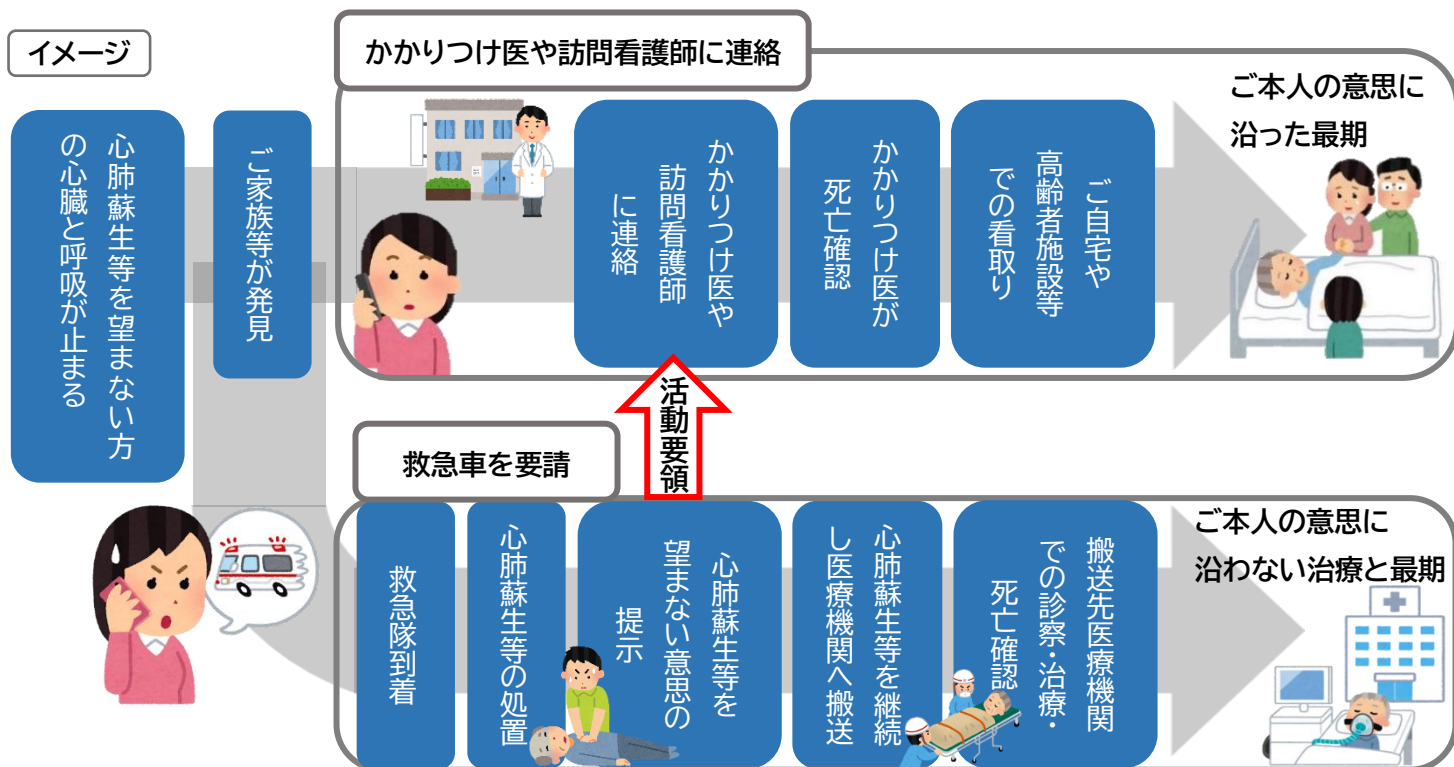 イメージ
心肺蘇生等を望まない方
の心臓と呼吸が止まる
ご家族等が発見
かかりつけ医や訪問看護師に連絡
かかりつけ医や
訪問看護師
に連絡
かかりつけ医が
死亡確認
ご自宅や
高齢者施設等
での看取り
ご本人の意思に
沿った最期
活動要領
救急車を要請
救急隊到着
心肺蘇生等の処置
心肺蘇生等を
望まない意思の
提示
心肺蘇生等を継続
し医療機関へ搬送
搬送先医療機関
での診察・治療・
死亡確認
ご本人の意思に
沿わない治療と最期